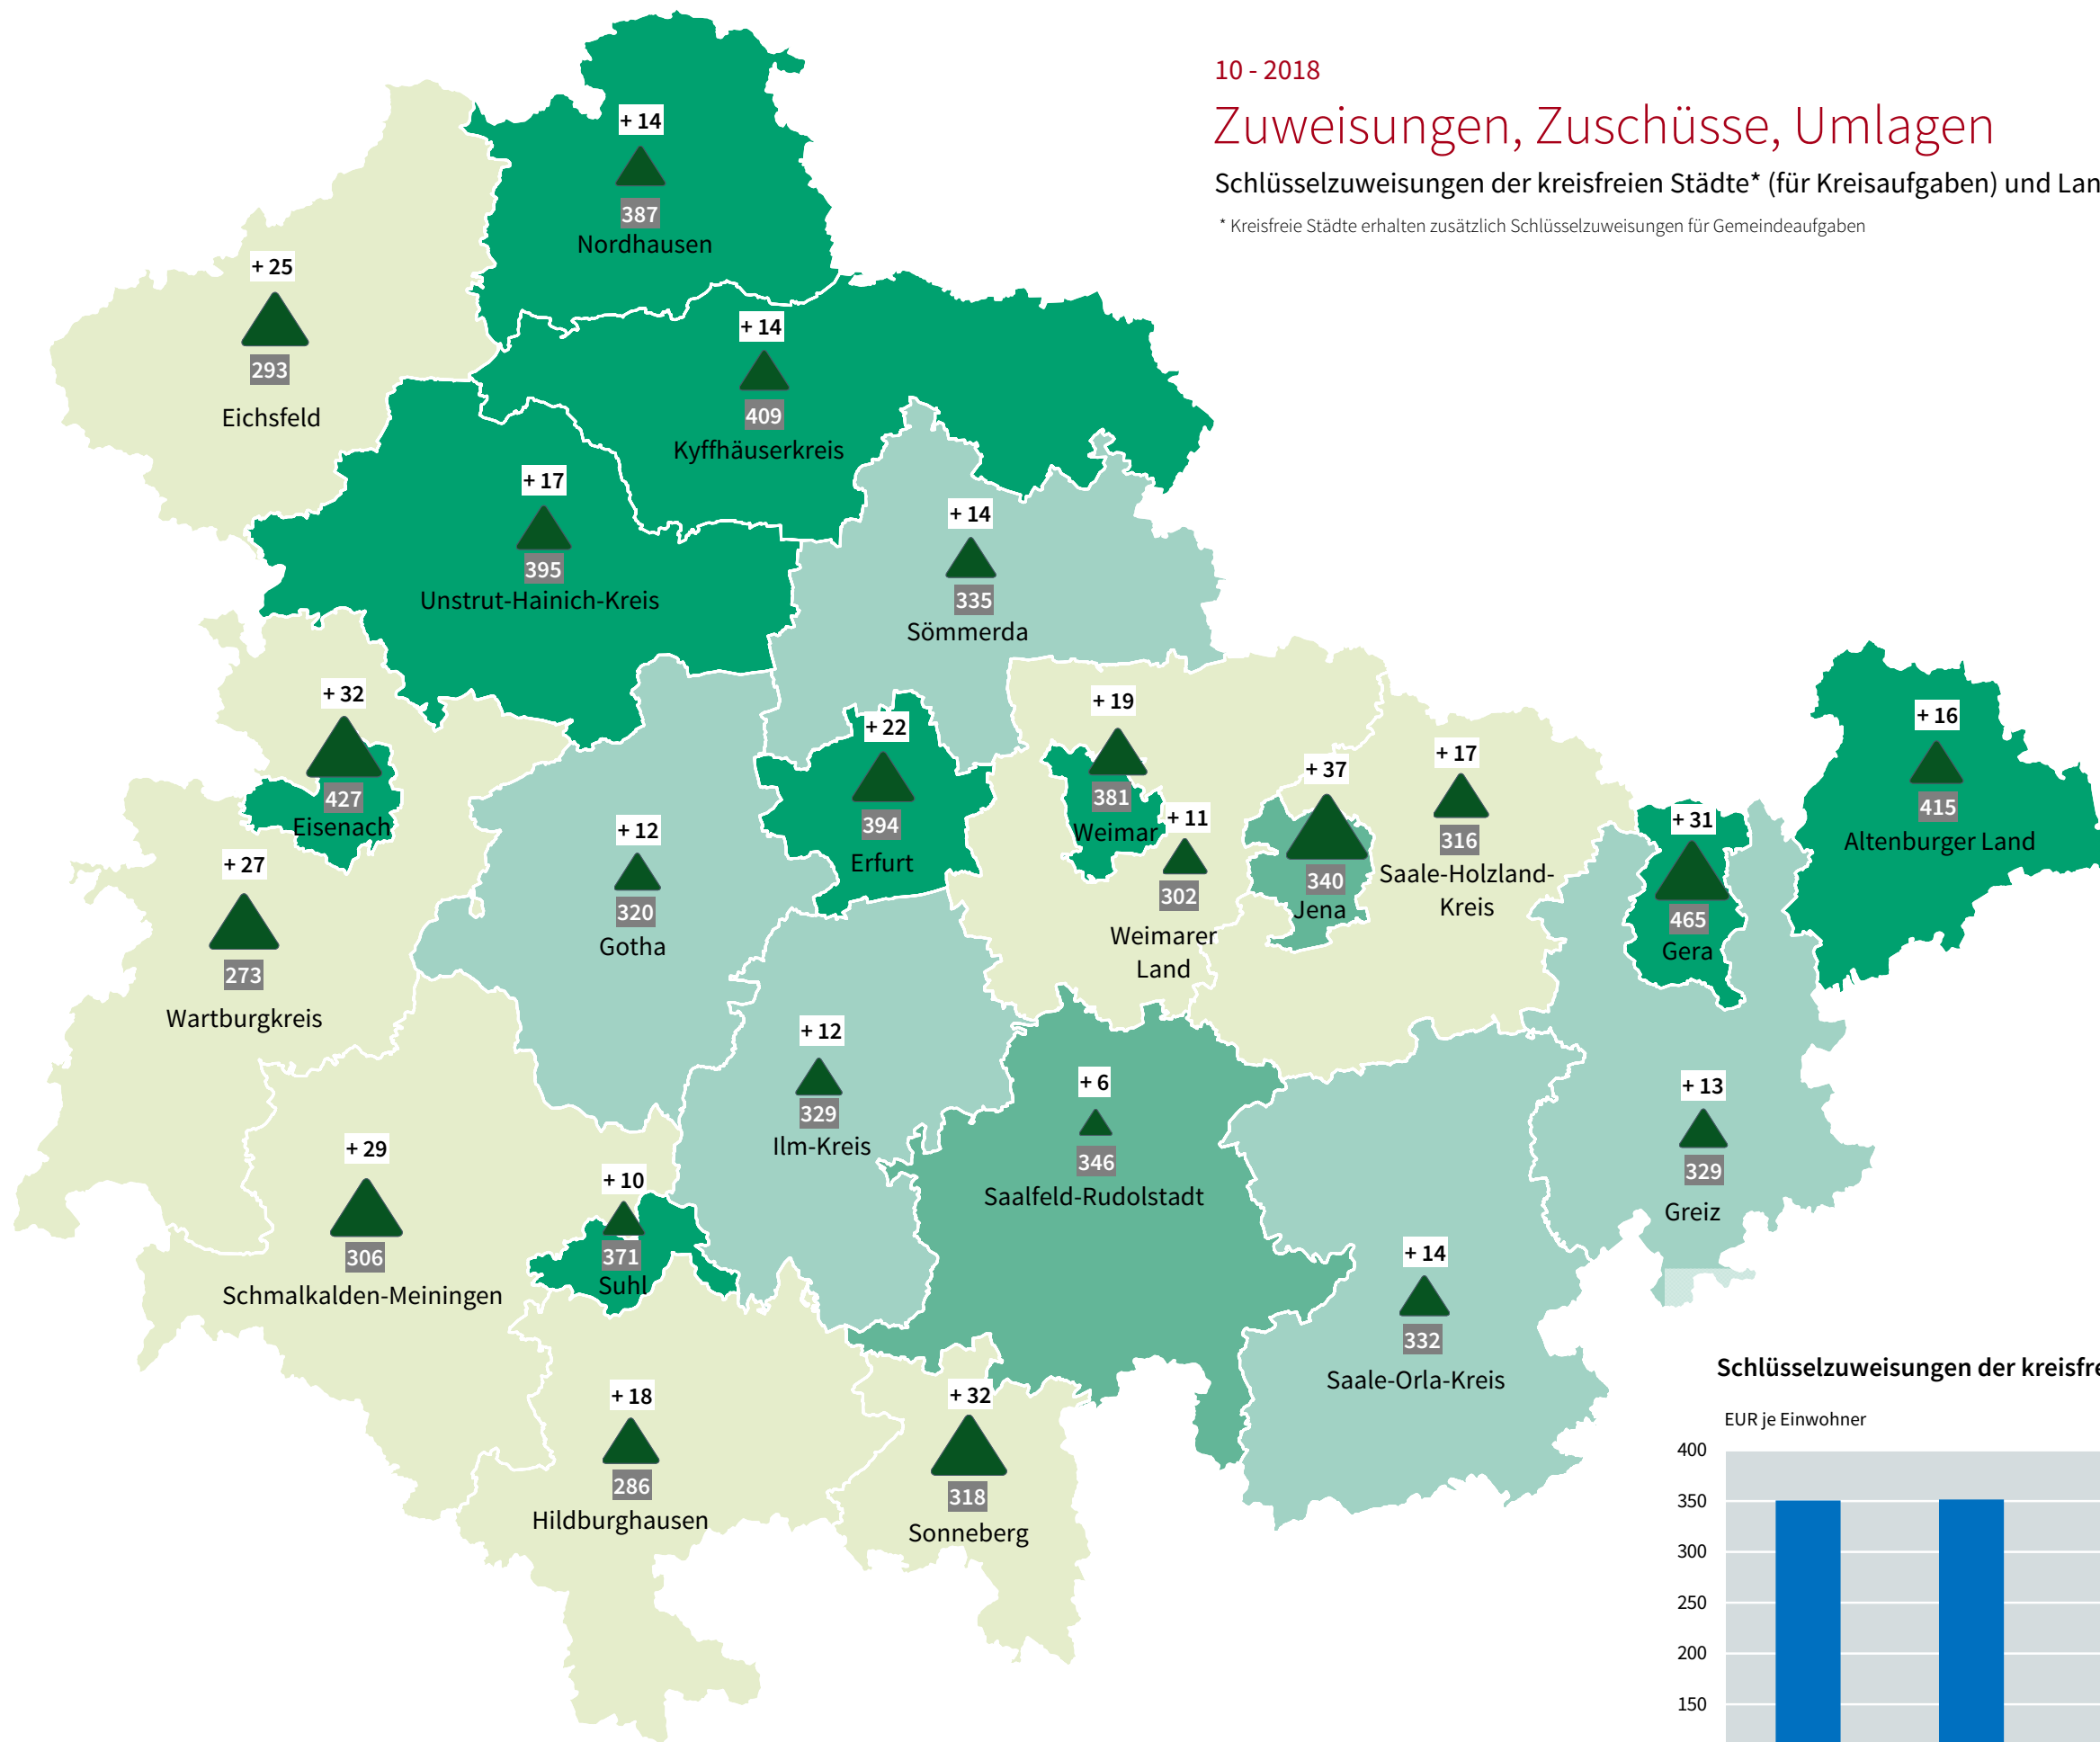 10 - 2018
Zuweisungen, Zuschüsse, Umlagen
Schlüsselzuweisungen der kreisfreien Städte* (für Kreisaufgaben) und Lan
* Kreisfreie Städte erhalten zusätzlich Schlüsselzuweisungen für Gemeindeaufgaben
+ 14
387
Nordhausen
+ 25
293
Eichsfeld
+ 14
409
Kyffhäuserkreis
+ 17
395
Unstrut-Hainich-Kreis
+ 14
335
Sömmerda
+ 32
427
Eisenach
+ 22
394
Erfurt
+ 19
381
Weimar
+ 11
302
Weimarer
Land
+ 37
340
Jena
+ 17
316
Saale-Holzland-
Kreis
+ 31
465
Gera
+ 16
415
Altenburger Land
+ 27
273
Wartburgkreis
+ 12
320
Gotha
+ 12
329
Ilm-Kreis
+ 6
346
Saalfeld-Rudolstadt
+ 13
329
Greiz
+ 29
306
Schmalkalden-Meiningen
+ 10
371
Suhl
+ 14
332
Saale-Orla-Kreis
+ 18
286
Hildburghausen
+ 32
318
Sonneberg
Schlüsselzuweisungen der kreisfre
EUR je Einwohner
400
350
300
250
200
150